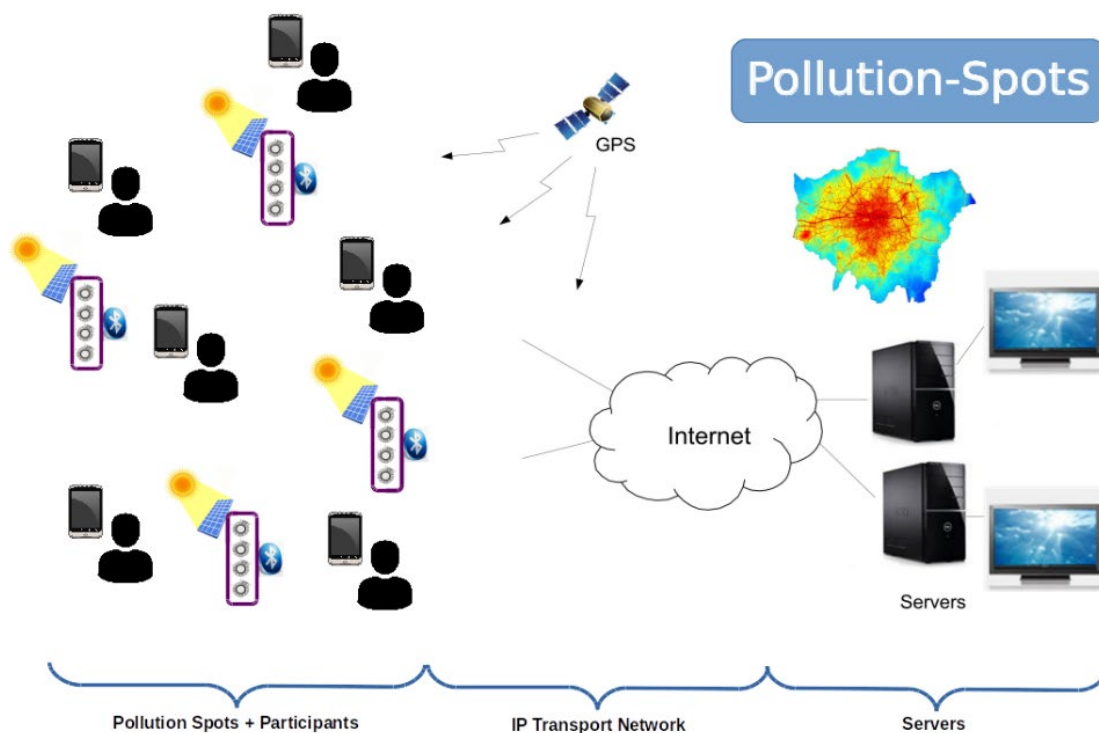 Pollution-Spots
GPS
Internet
Servers
Pollution Spots + Participants
IP Transport Network
Servers